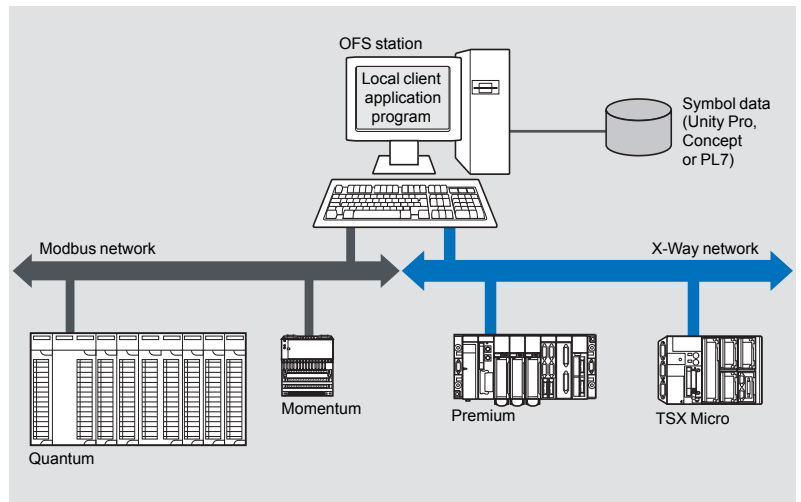 OFS station
Local client
application
program
Symbol data
(Unity Pro,
Concept
or PL7)
Modbus network
X-Way network
Quantum
Momentum
Premium
TSX Micro